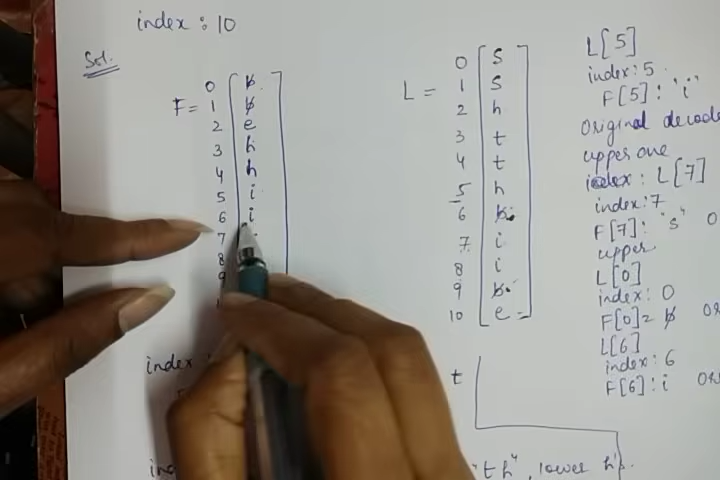 index : 10
Sol.
F =
0 b
1 b
2 e
3 h
4 h
5 i
6 i
7
8
9
L =
0 s
1 s
2 h
3 t
4 t
5 h
6 b
7 i
8 i
9 b
10 e
L[5]
index: 5
F[5]: "i"
Original decode
upper one
index: L[7]
index: 7
F[7]: "s" O
upper
L[0]
index: 0
F[0]= b OR
L[6]
index: 6
F[6]: i OR
index:
t
"th", lower h